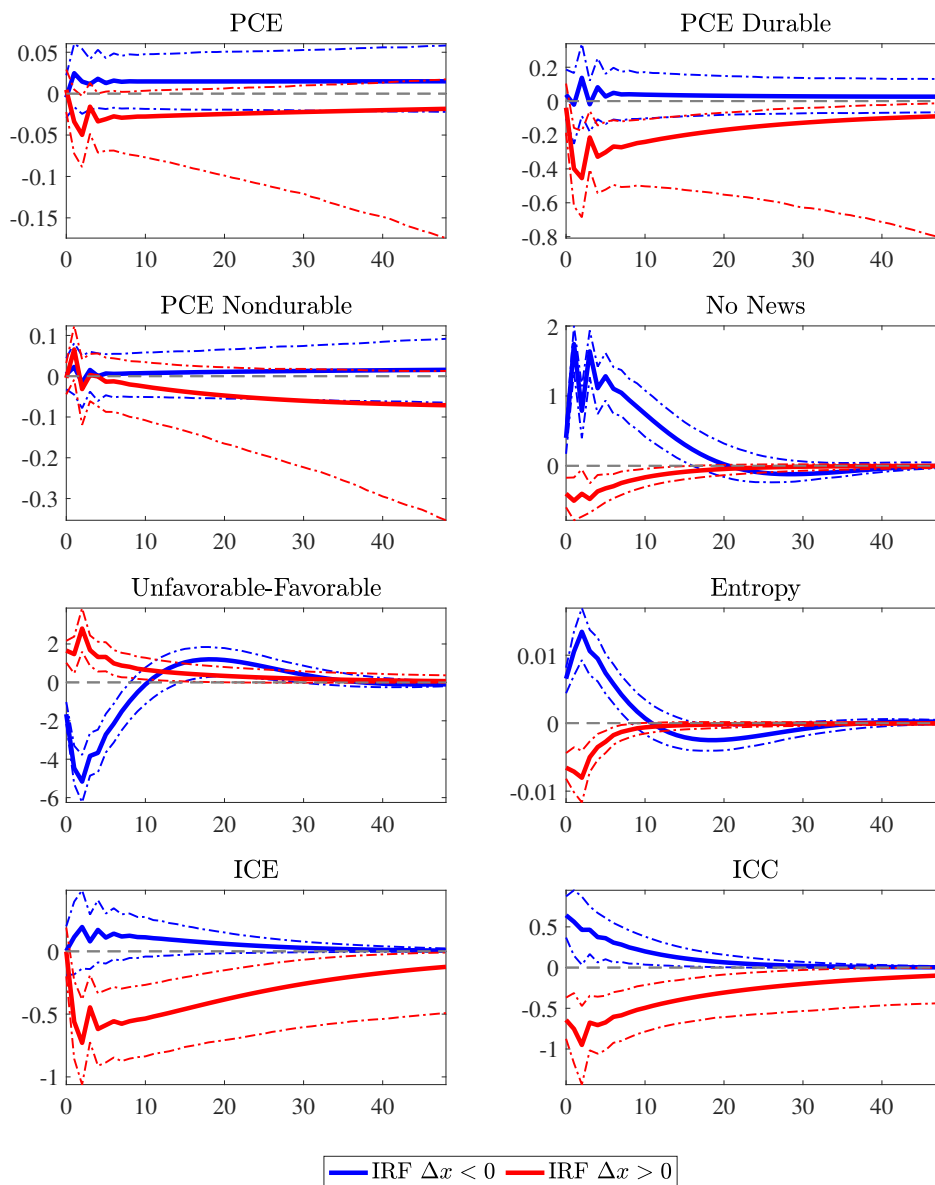 PCE
0.05
0
-0.05
-0.1
-0.15
0 10 20 30 40
PCE Durable
0.2
0
-0.2
-0.4
-0.6
-0.8
0 10 20 30 40
PCE Nondurable
0.1
0
-0.1
-0.2
-0.3
0 10 20 30 40
No News
2
1
0
0 10 20 30 40
Unfavorable-Favorable
2
0
-2
-4
-6
0 10 20 30 40
Entropy
0.01
0
-0.01
0 10 20 30 40
ICE
0
-0.5
-1
0 10 20 30 40
ICC
0.5
0
-0.5
-1
0 10 20 30 40
IRF Δx < 0 IRF Δx > 0